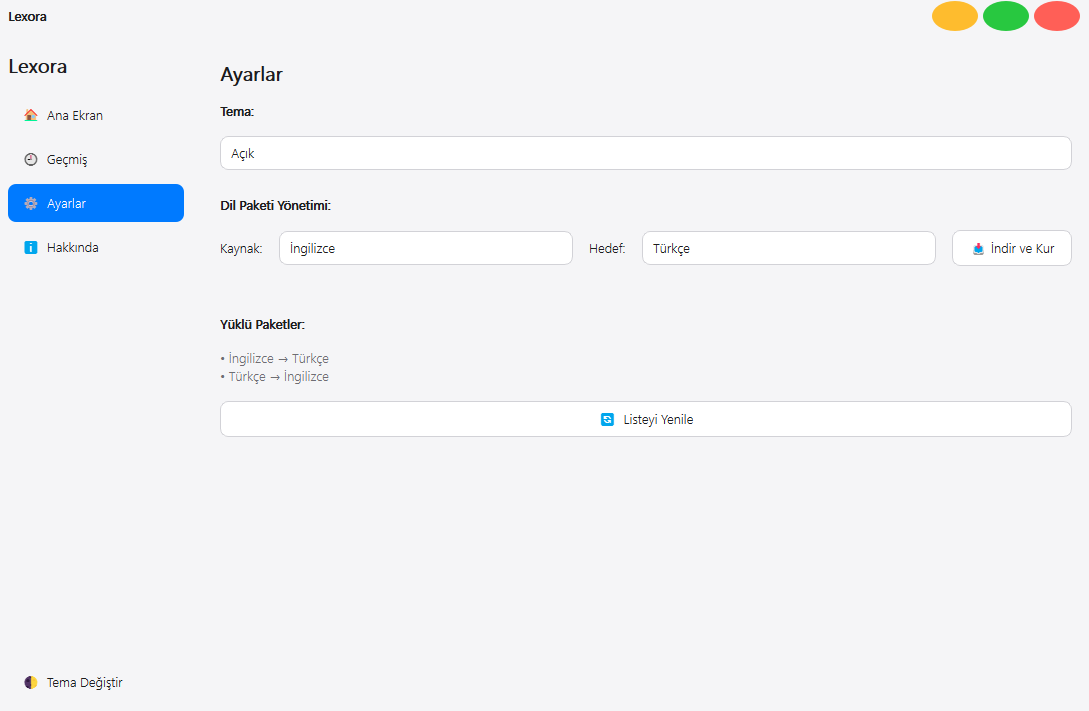 Lexora
Lexora
Ana Ekran
Geçmiş
Ayarlar
Hakkında
Ayarlar
Tema:
Açık
Dil Paketi Yönetimi:
Kaynak: İngilizce Hedef: Türkçe İndir ve Kur
Yüklü Paketler:
• İngilizce → Türkçe
• Türkçe → İngilizce
Listeyi Yenile
Tema Değiştir